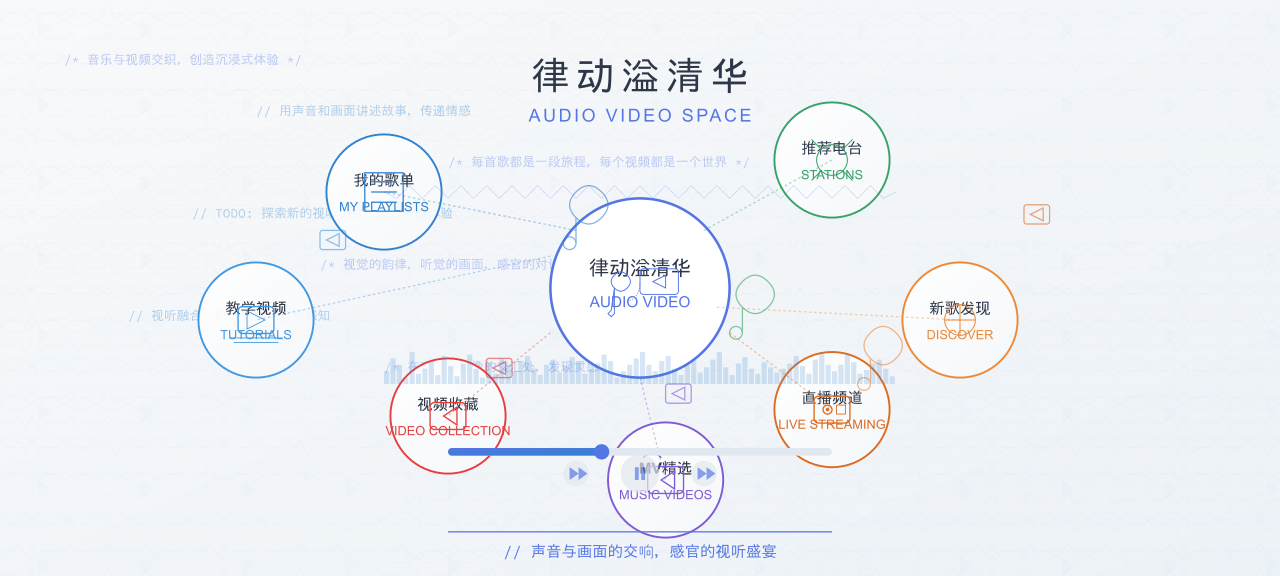 /* 音乐与视频交织，创造沉浸式体验 */
律动溢清华
AUDIO VIDEO SPACE
// 用声音和画面讲述故事，传递情感
推荐电台
STATIONS
/* 每首歌都是一段旅程，每个视频都是一个世界 */
我的歌单
MY PLAYLISTS
// TODO: 探索新的视
验
/* 视觉的韵律，听觉的画面，感官的对
律动溢清华
AUDIO VIDEO
教学视频
TUTORIALS
新歌发现
DISCOVER
// 视听融合
知
视频收藏
VIDEO COLLECTION
直播频道
LIVE STREAMING
MV精选
MUSIC VIDEOS
// 声音与画面的交响，感官的视听盛宴